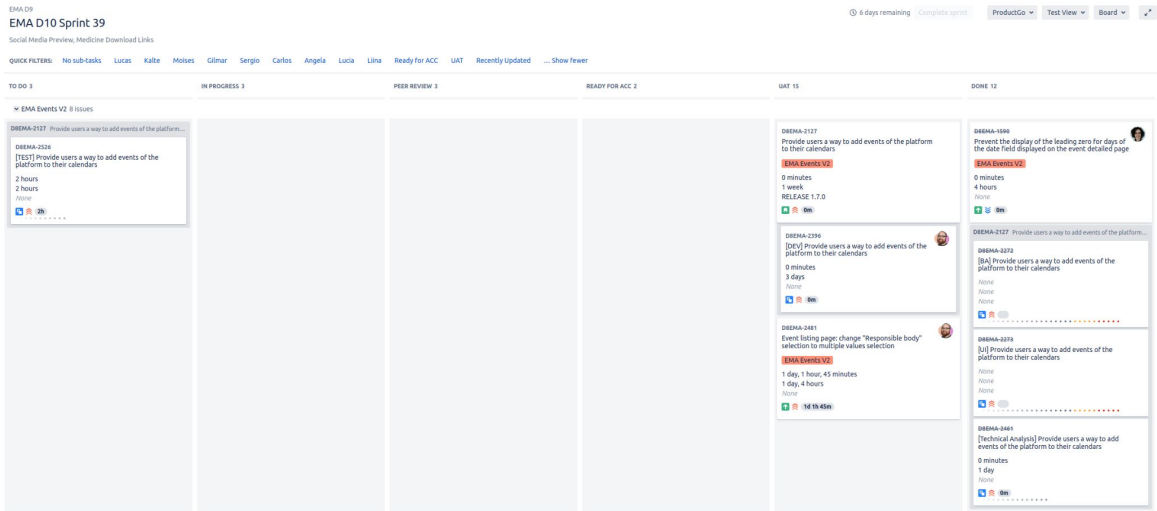 EMA D9
EMA D10 Sprint 39
6 days remaining
Complete sprint
ProductGo
Test View
Board
Social Media Preview, Medicine Download Links
QUICK FILTERS: No sub-tasks Lucas Kalte Moises Gilmar Sergio Carlos Angela Lucia Liina Ready for ACC UAT Recently Updated ... Show fewer
TO DO 3
IN PROGRESS 3
PEER REVIEW 3
READY FOR ACC 2
UAT 15
DONE 12
EMA Events V2 8 issues
D8EMA-2127 Provide users a way to add events of the platform...
D8EMA-2526
[TEST] Provide users a way to add events of the
platform to their calendars
2 hours
2 hours
None
2h
D8EMA-2127
Provide users a way to add events of the platform
to their calendars
EMA Events V2
0 minutes
1 week
RELEASE 1.7.0
0m
D8EMA-2396
[DEV] Provide users a way to add events of the
platform to their calendars
0 minutes
3 days
None
0m
D8EMA-2481
Event listing page: change "Responsible body"
selection to multiple values selection
EMA Events V2
1 day, 1 hour, 45 minutes
1 day, 4 hours
None
1d 1h 45m
D8EMA-1590
Prevent the display of the leading zero for days of
the date field displayed on the event detailed page
EMA Events V2
0 minutes
4 hours
None
0m
D8EMA-2127 Provide users a way to add events of the platform...
D8EMA-2272
[BA] Provide users a way to add events of the
platform to their calendars
None
None
None
D8EMA-2273
[UI] Provide users a way to add events of the
platform to their calendars
None
None
None
D8EMA-2461
[Technical Analysis] Provide users a way to add
events of the platform to their calendars
0 minutes
1 day
None
0m